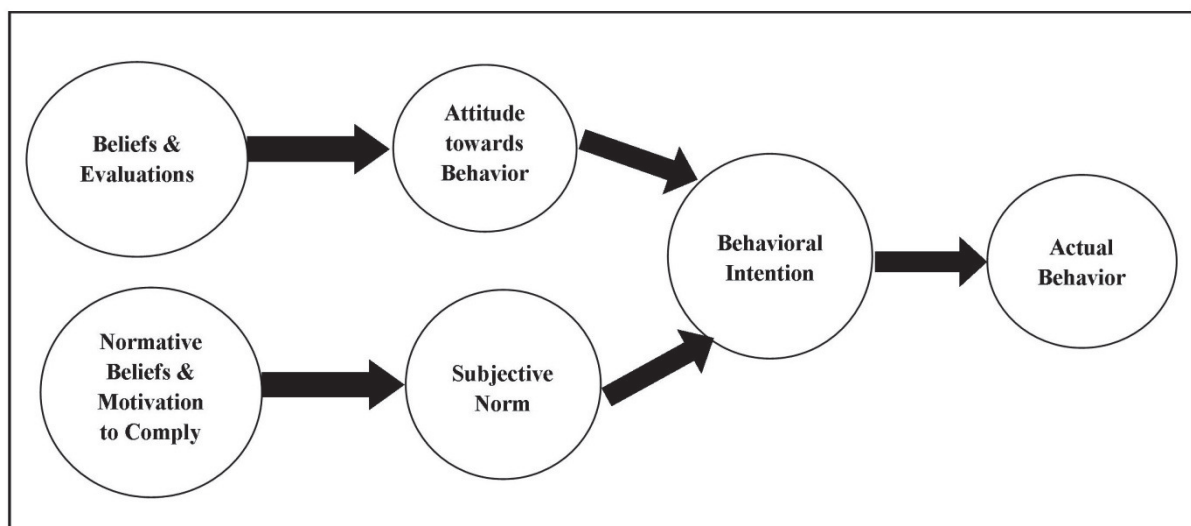 Beliefs &
Evaluations
Attitude
towards
Behavior
Normative
Beliefs &
Motivation
to Comply
Subjective
Norm
Behavioral
Intention
Actual
Behavior